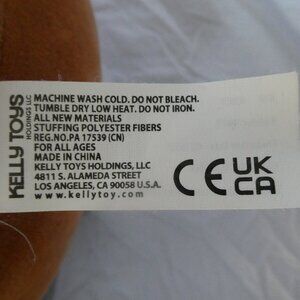 KELLY TOYS
HOLDINGS LLC
MACHINE WASH COLD. DO NOT BLEACH.
TUMBLE DRY LOW HEAT. DO NOT IRON.
ALL NEW MATERIALS
STUFFING POLYESTER FIBERS
REG.NO.PA 17539 (CN)
FOR ALL AGES
MADE IN CHINA
KELLY TOYS HOLDINGS, LLC
4811 S. ALAMEDA STREET
LOS ANGELES, CA 90058 U.S.A.
www.kellytoy.com
CE
UK
CA